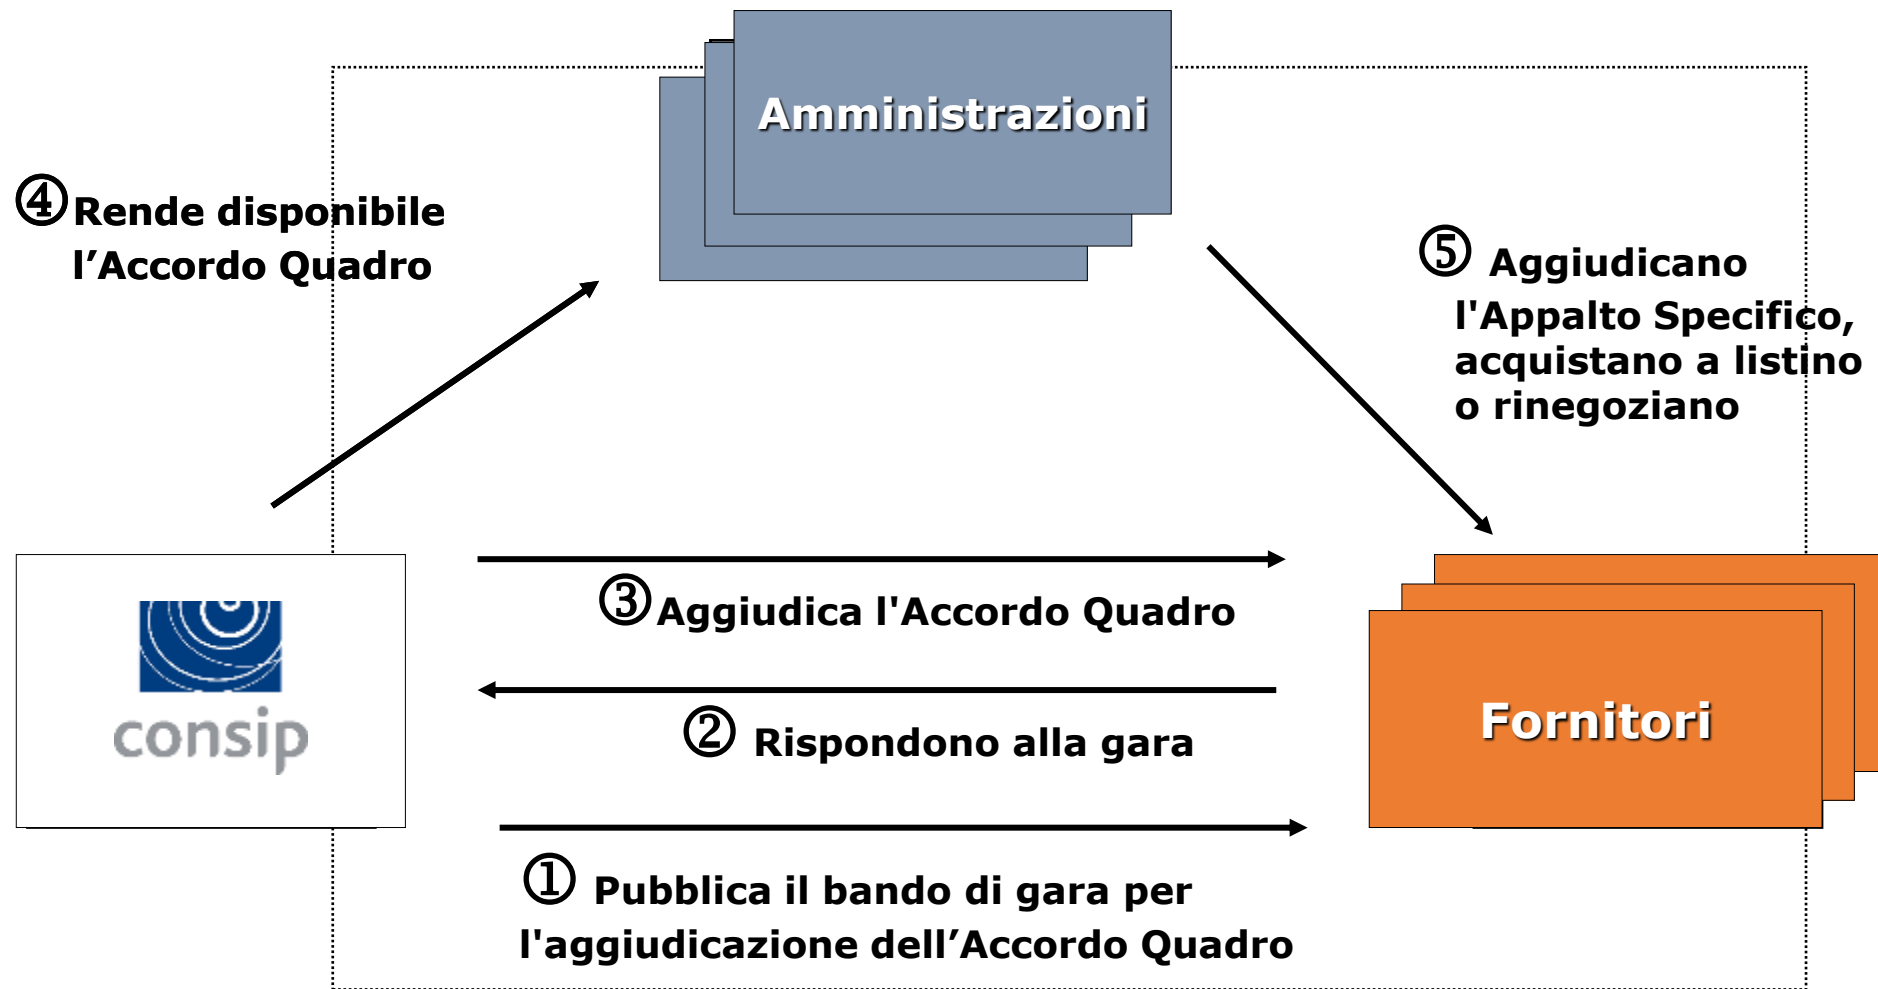 Amministrazioni
④Rende disponibile
l’Accordo Quadro
⑤ Aggiudicano
l'Appalto Specifico,
acquistano a listino
o rinegoziano
③Aggiudica l'Accordo Quadro
consip
② Rispondono alla gara
Fornitori
① Pubblica il bando di gara per
l'aggiudicazione dell’Accordo Quadro